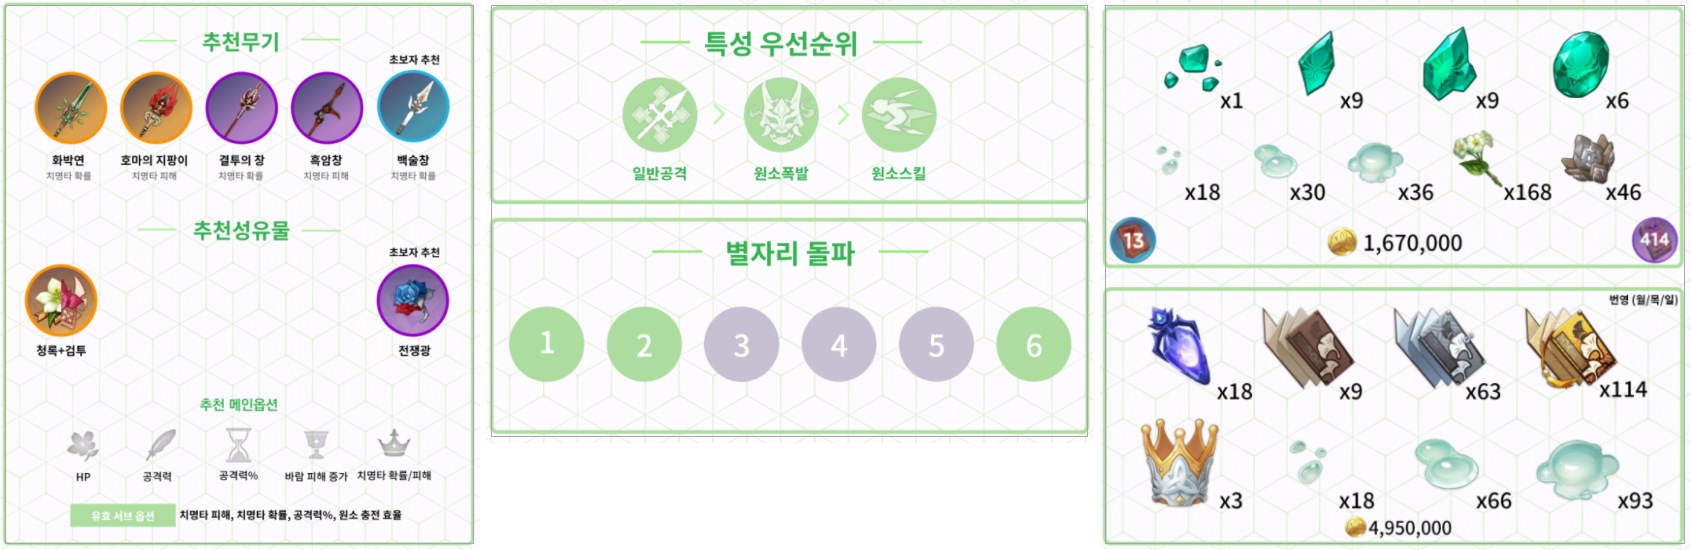 추천무기
초보자 추천
화박연 호마의 지팡이 결투의 창 흑암창 백술창
치명타 확률 치명타 피해 치명타 확률 치명타 피해 치명타 확률
추천성유물
초보자 추천
청록+검투 전쟁광
추천 메인옵션
HP 공격력 공격력% 바람 피해 증가 치명타 확률/피해
유효 서브 옵션 치명타 피해, 치명타 확률, 공격력%, 원소 충전 효율
특성 우선순위
일반공격 원소폭발 원소스킬
별자리 돌파
1 2 3 4 5 6
x1 x9 x9 x6
x18 x30 x36 x168 x46
13 1,670,000 414
번영 (월/목/일)
x18 x9 x63 x114
x3 x18 x66 x93
4,950,000